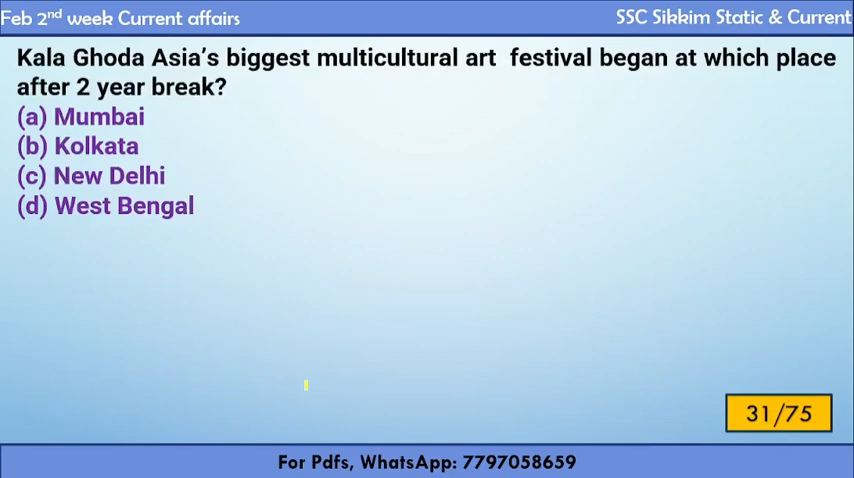 Feb 2nd week Current affairs
SSC Sikkim Static & Current
Kala Ghoda Asia's biggest multicultural art festival began at which place
after 2 year break?
(a) Mumbai
(b) Kolkata
(c) New Delhi
(d) West Bengal
31/75
For Pdfs, WhatsApp: 7797058659